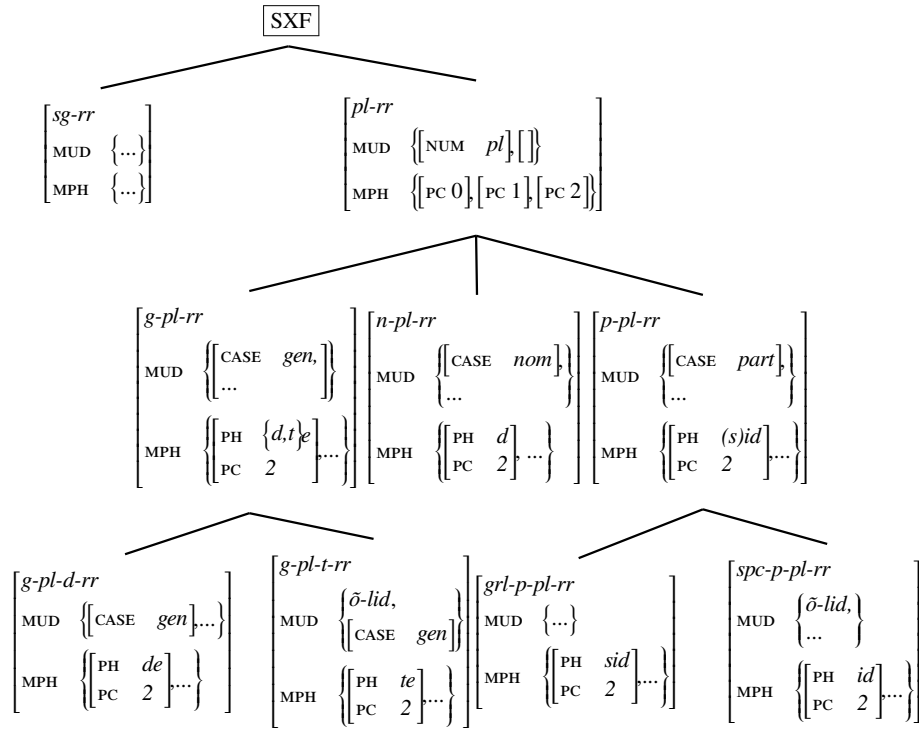 SXF
sg-rr
MUD {...}
MPH {...}
pl-rr
MUD {[NUM pl],[ ]}
MPH {[PC 0],[PC 1],[PC 2]}
g-pl-rr
MUD {[CASE gen,
...]}
MPH {[PH {d,t}e
PC 2],...}
n-pl-rr
MUD {[CASE nom],
...}
MPH {[PH d
PC 2], ...}
p-pl-rr
MUD {[CASE part],
...}
MPH {[PH (s)id
PC 2],...}
g-pl-d-rr
MUD {[CASE gen],...}
MPH {[PH de
PC 2],...}
g-pl-t-rr
MUD {õ-lid,
[CASE gen]}
MPH {[PH te
PC 2],...}
grl-p-pl-rr
MUD {...}
MPH {[PH sid
PC 2],...}
spc-p-pl-rr
MUD {õ-lid,
...}
MPH {[PH id
PC 2],...}